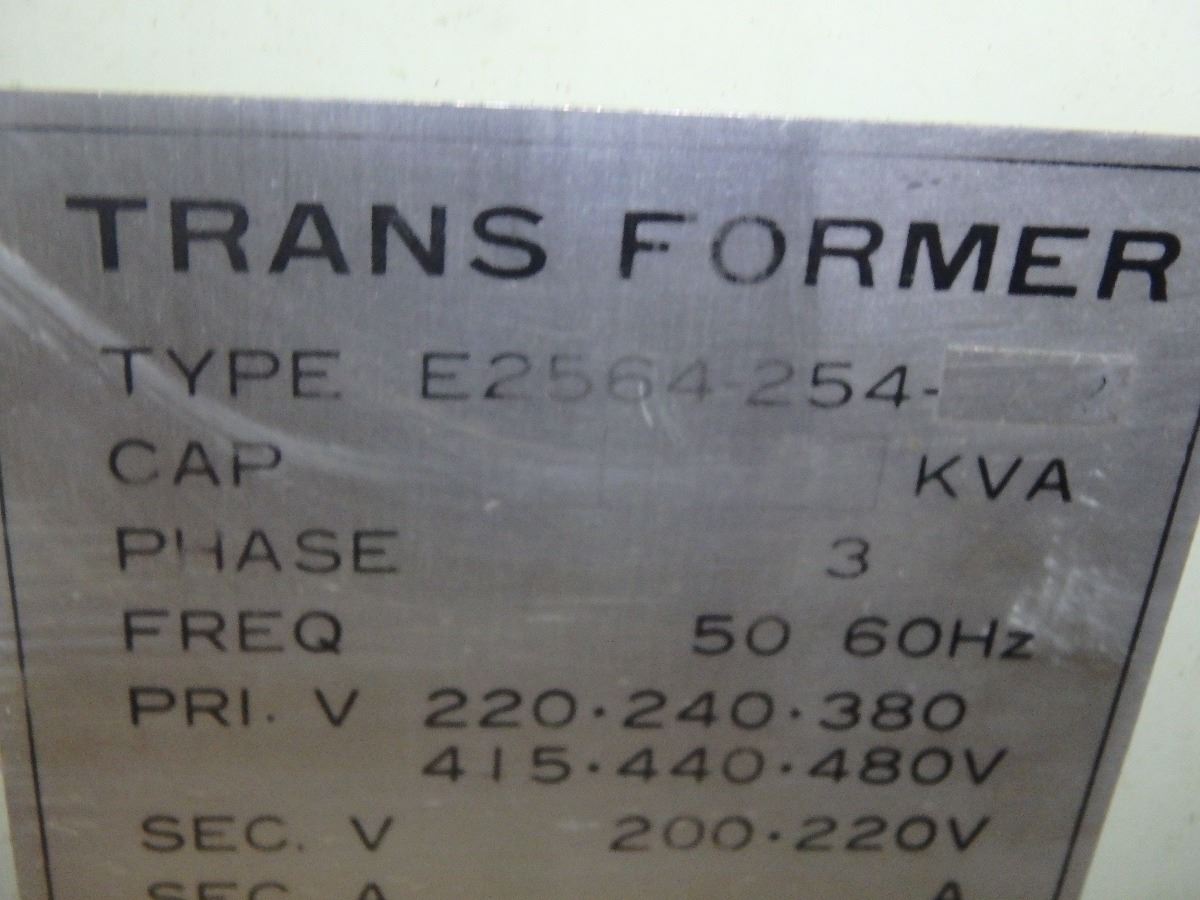 TRANS FORMER
TYPE E2564-254-
CAP KVA
PHASE 3
FREQ 50 60Hz
PRI. V 220·240·380
415·440·480V
SEC. V 200·220V
SEC. A A